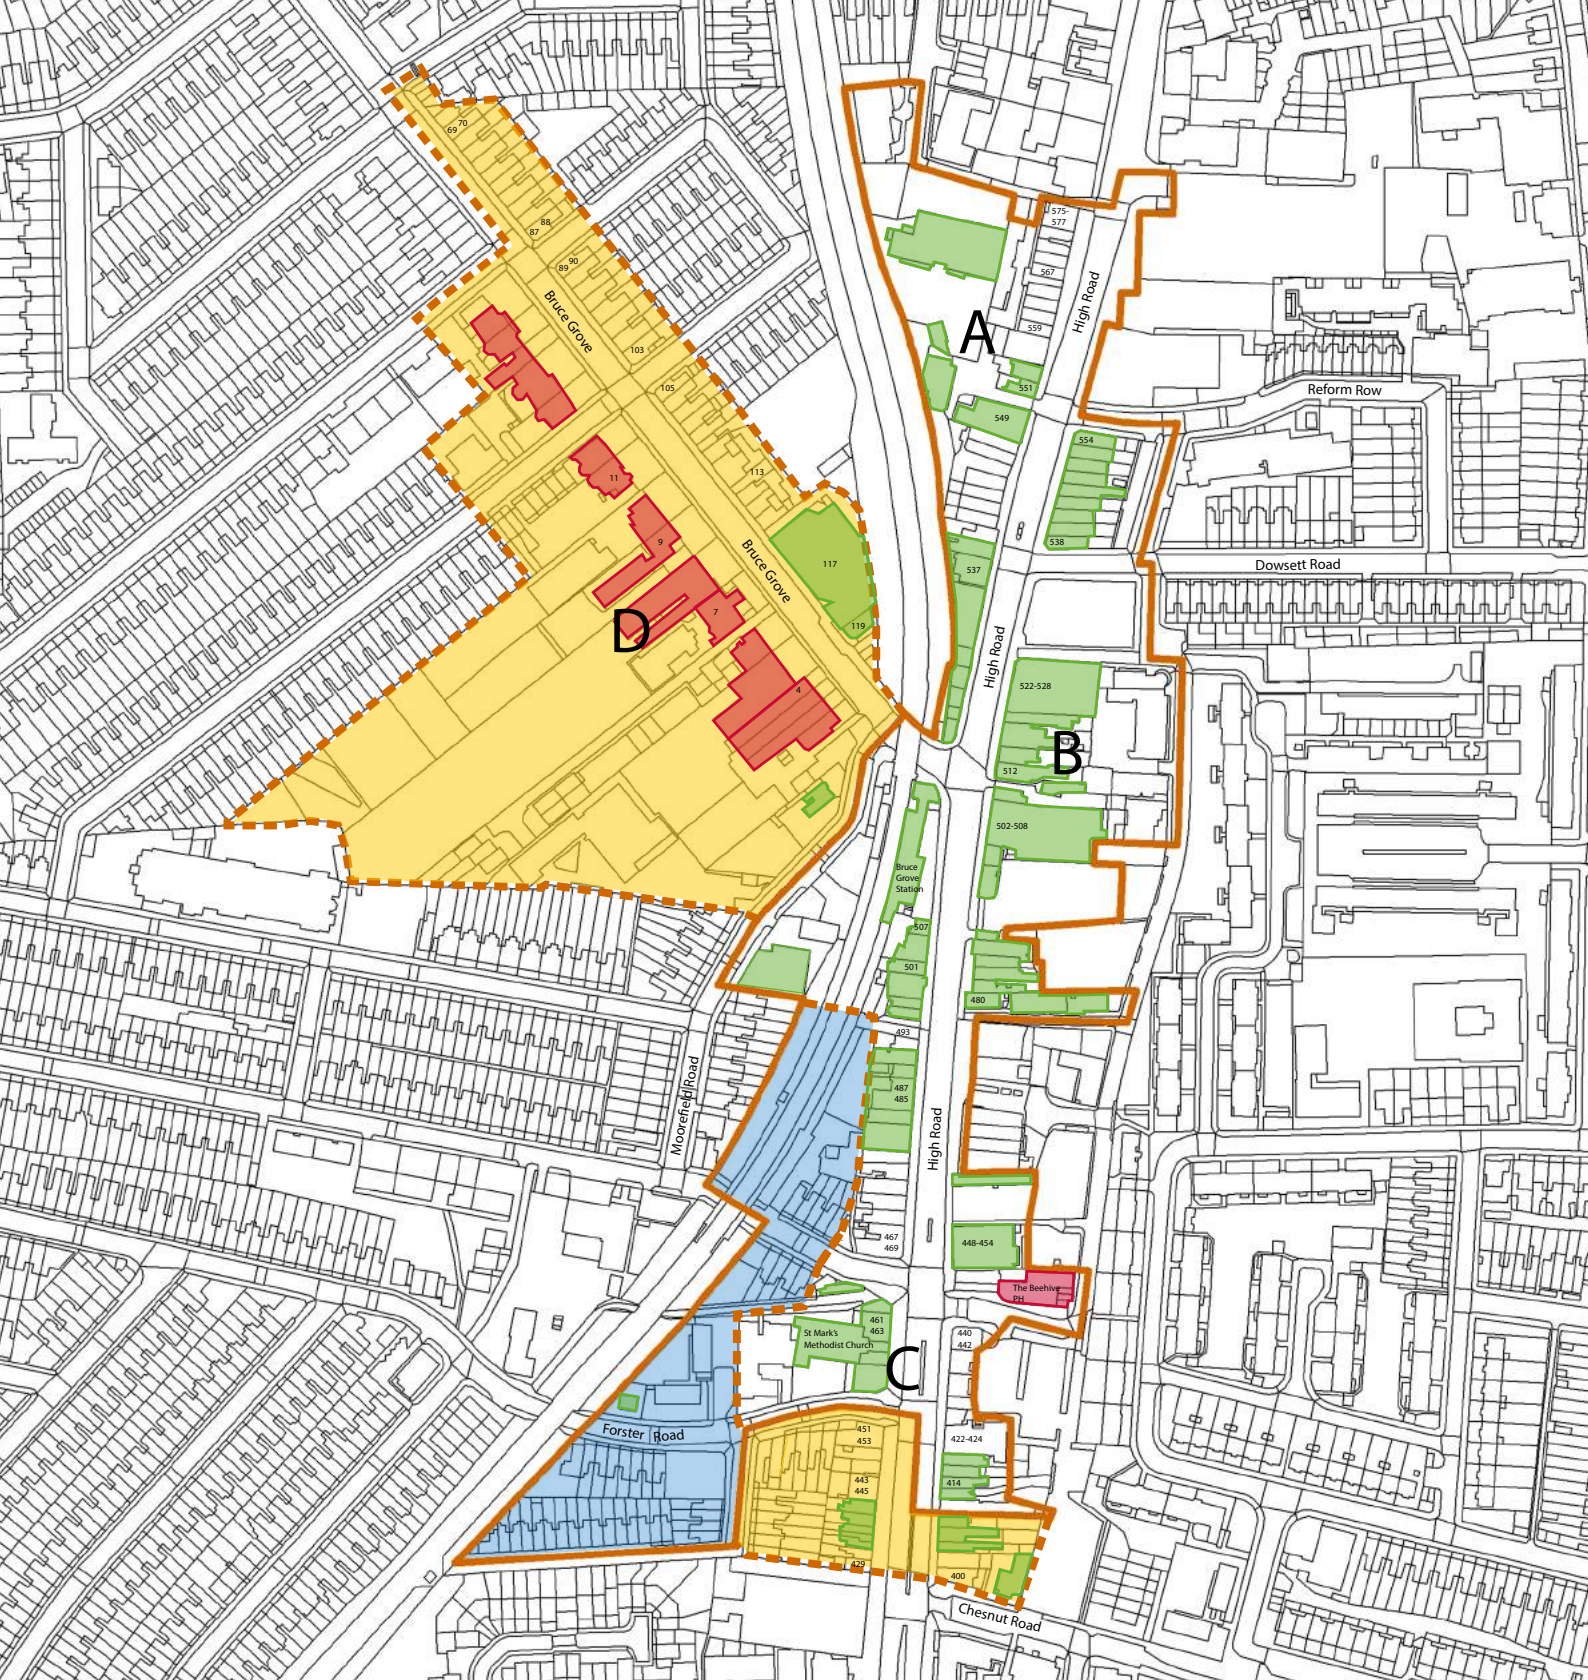 70
69
88
87
90
89
Bruce Grove
103
105
113
11
9
D
7
4
Bruce Grove
117
119
575-
577
567
High Road
559
A
551
549
Reform Row
554
538
Dowsett Road
537
High Road
522-528
B
512
502-508
Bruce
Grove
Station
507
501
480
493
487
485
Moorefield Road
High Road
467
469
448-454
The Beehive
PH
461
463
St Mark's
Methodist Church
C
440
442
Forster Road
451
453
422-424
443
445
414
429
400
Chesnut Road